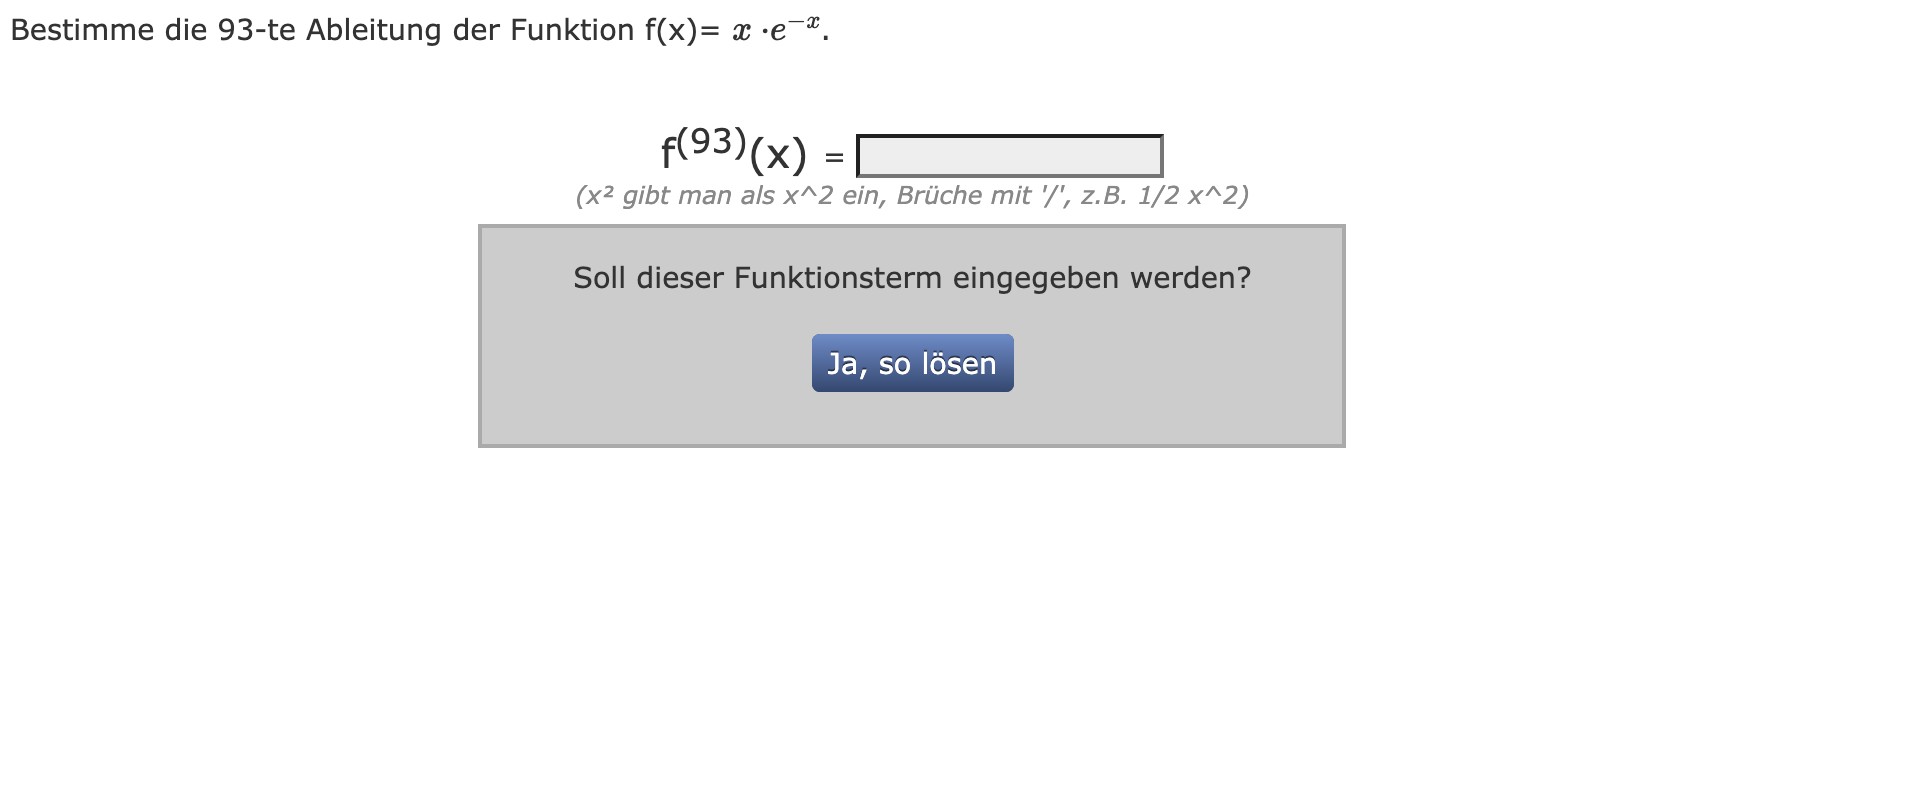 Bestimme die 93-te Ableitung der Funktion f(x)= x ·e⁻ˣ.
f⁽⁹³⁾(x) =
(x² gibt man als x^2 ein, Brüche mit '/', z.B. 1/2 x^2)
Soll dieser Funktionsterm eingegeben werden?
Ja, so lösen